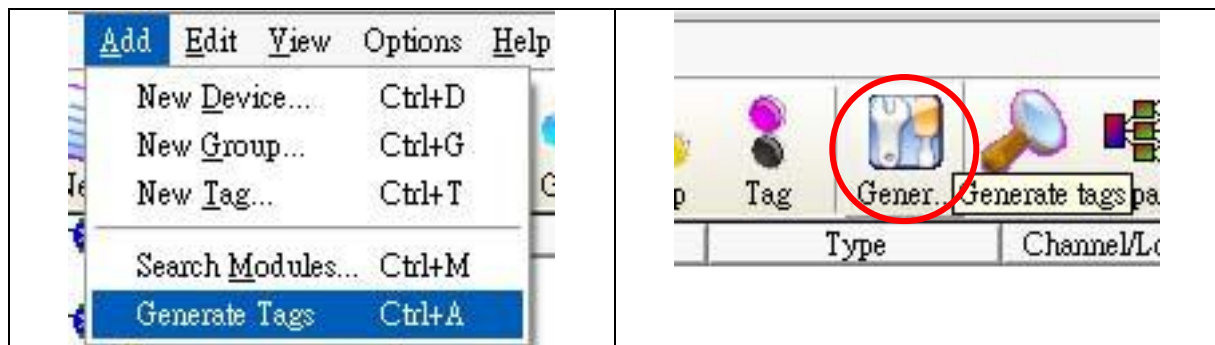 Add Edit View Options Help
New Device... Ctrl+D
New Group... Ctrl+G
New Tag... Ctrl+T
Search Modules... Ctrl+M
Generate Tags Ctrl+A
Tag Gener... Generate tags
Type Channel/Lo